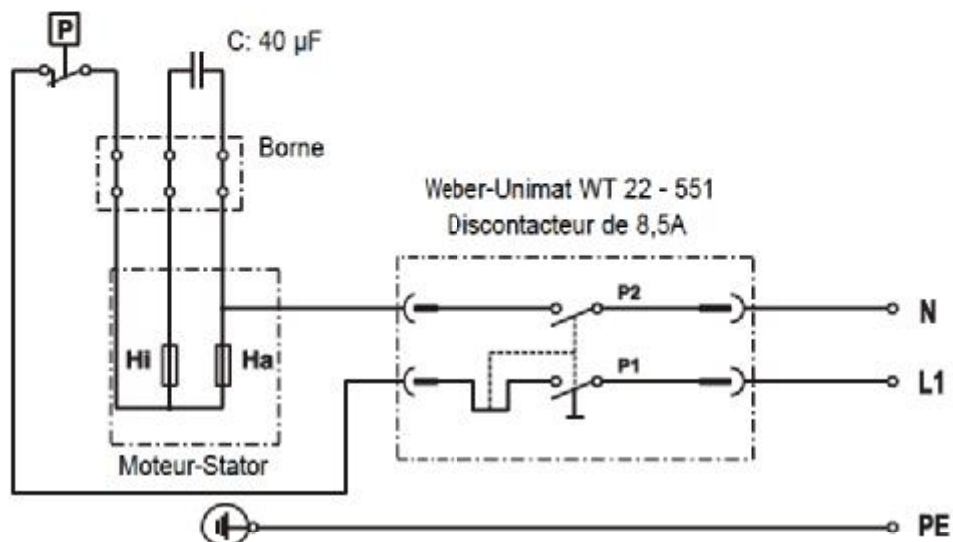 P
C: 40 µF
Borne
Weber-Unimat WT 22 - 551
Discontacteur de 8,5A
P2
N
Hi
Ha
P1
L1
Moteur-Stator
PE